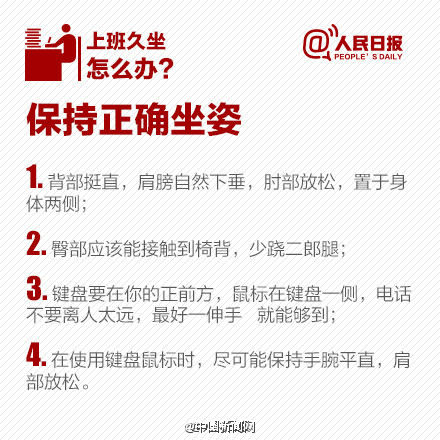 上班久坐
怎么办？
@人民日报
PEOPLE'S DAILY
保持正确坐姿
1. 背部挺直，肩膀自然下垂，肘部放松，置于身
体两侧；
2. 臀部应该能接触到椅背，少跷二郎腿；
3. 键盘要在你的正前方，鼠标在键盘一侧，电话
不要离人太远，最好一伸手 就能够到；
4. 在使用键盘鼠标时，尽可能保持手腕平直，肩
部放松。
@中国新闻网